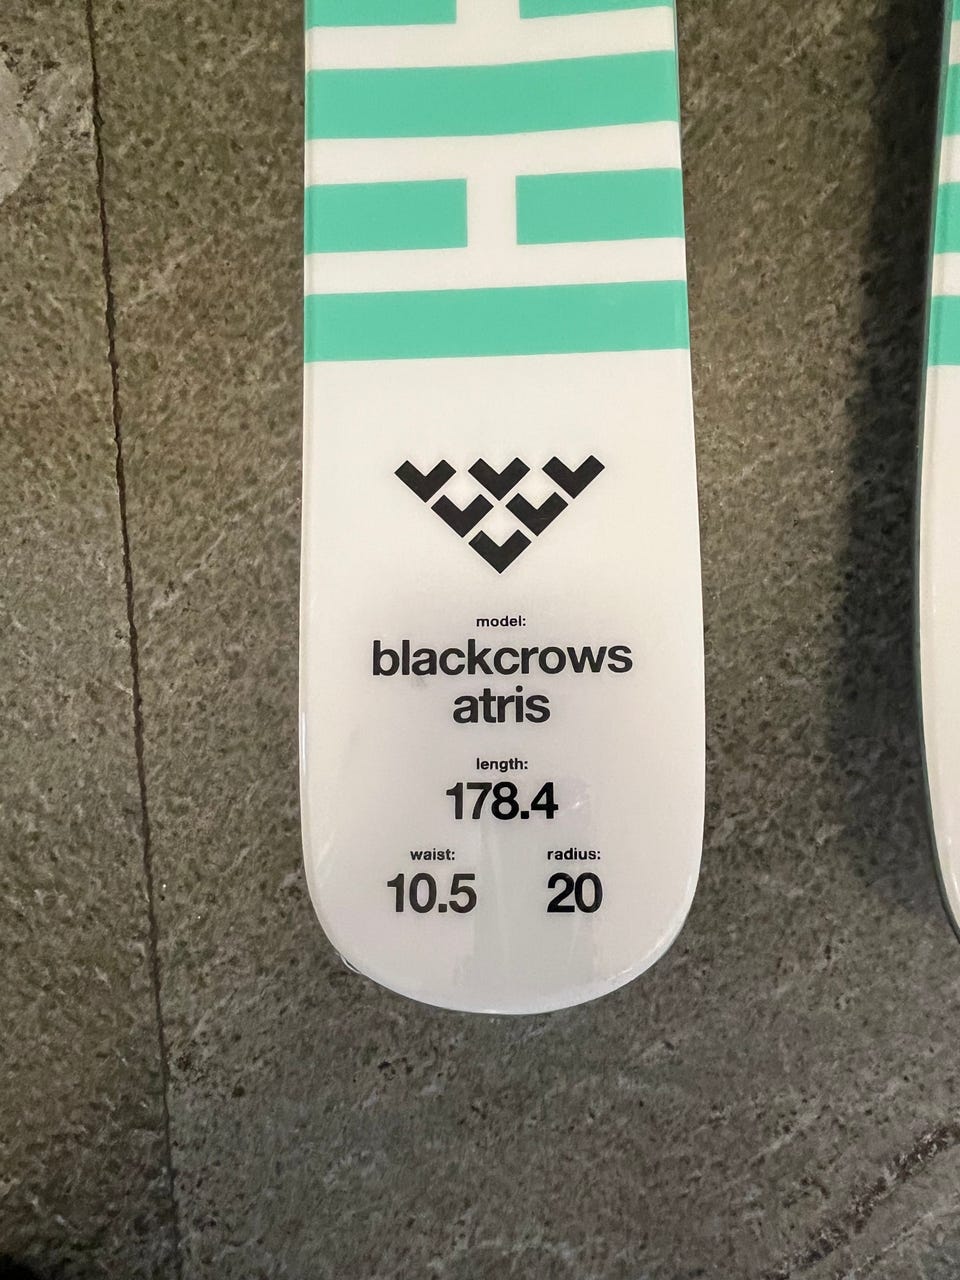 model:
blackcrows
atris
length:
178.4
waist: radius:
10.5 20